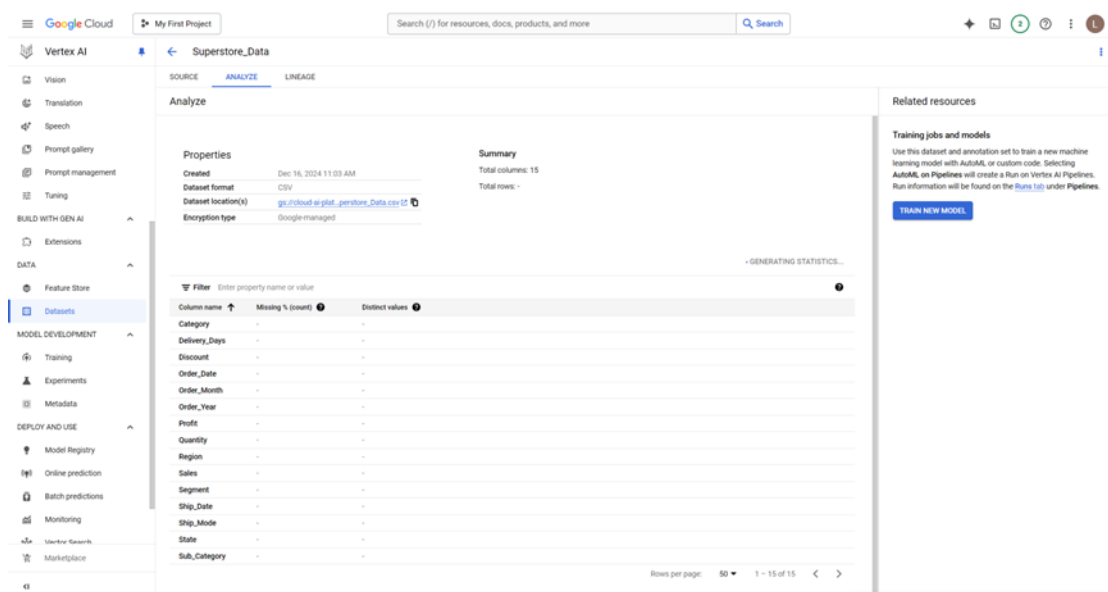 Google Cloud
My First Project
Search (/) for resources, docs, products, and more
Search
2
L
Vertex AI
Vision
Translation
Speech
Prompt gallery
Prompt management
Tuning
BUILD WITH GEN AI
Extensions
DATA
Feature Store
Datasets
MODEL DEVELOPMENT
Training
Experiments
Metadata
DEPLOY AND USE
Model Registry
Online prediction
Batch predictions
Monitoring
Vector Search
Marketplace
Superstore_Data
SOURCE ANALYZE LINEAGE
Analyze
Properties
Created Dec 16, 2024 11:03 AM
Dataset format CSV
Dataset location(s) gs://cloud-ai-plat...perstore_Data.csv
Encryption type Google-managed
Summary
Total columns: 15
Total rows: -
GENERATING STATISTICS...
Filter Enter property name or value
Column name Missing % (count) Distinct values
Category - -
Delivery_Days - -
Discount - -
Order_Date - -
Order_Month - -
Order_Year - -
Profit - -
Quantity - -
Region - -
Sales - -
Segment - -
Ship_Date - -
Ship_Mode - -
State - -
Sub_Category - -
Rows per page: 50 1 – 15 of 15
Related resources
Training jobs and models
Use this dataset and annotation set to train a new machine
learning model with AutoML or custom code. Selecting
AutoML on Pipelines will create a Run on Vertex AI Pipelines.
Run information will be found on the Runs tab under Pipelines.
TRAIN NEW MODEL